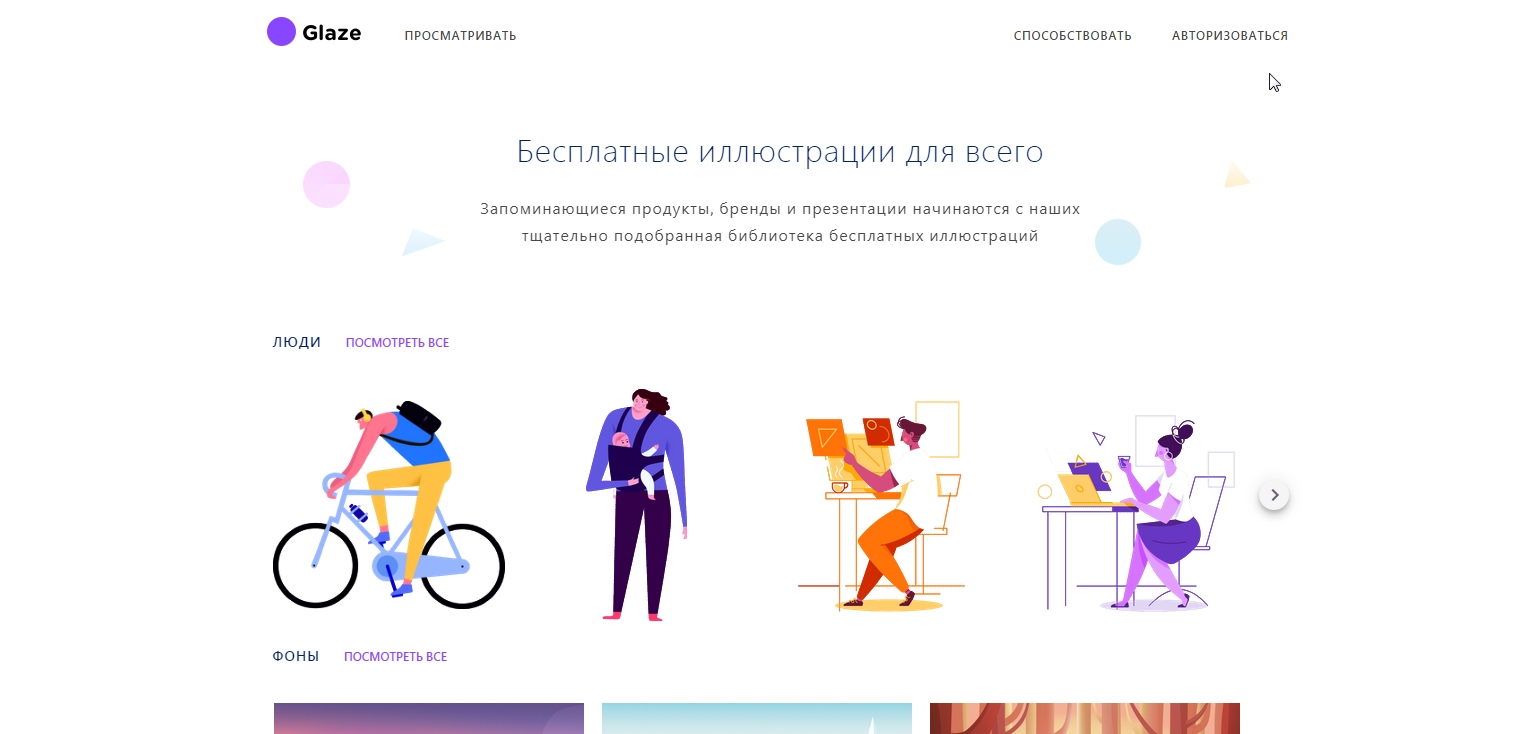 Glaze
ПРОСМАТРИВАТЬ
СПОСОБСТВОВАТЬ
АВТОРИЗОВАТЬСЯ
Бесплатные иллюстрации для всего
Запоминающиеся продукты, бренды и презентации начинаются с наших
тщательно подобранная библиотека бесплатных иллюстраций
ЛЮДИ
ПОСМОТРЕТЬ ВСЕ
ФОНЫ
ПОСМОТРЕТЬ ВСЕ